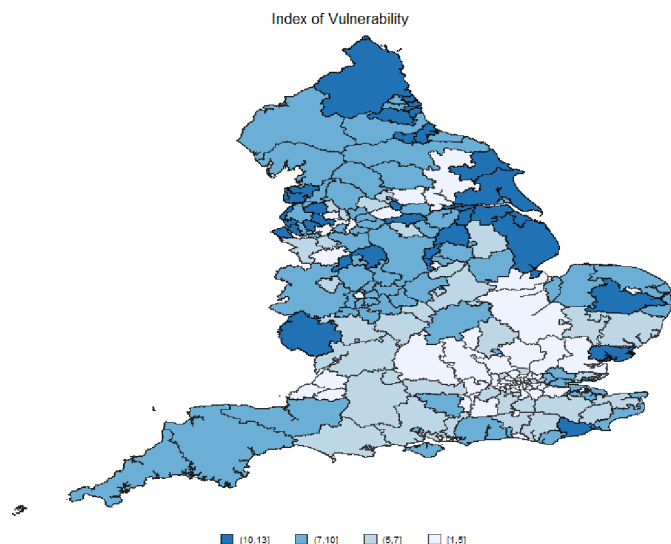 Index of Vulnerability
(10,13] (7,10] (5,7] [1,5]